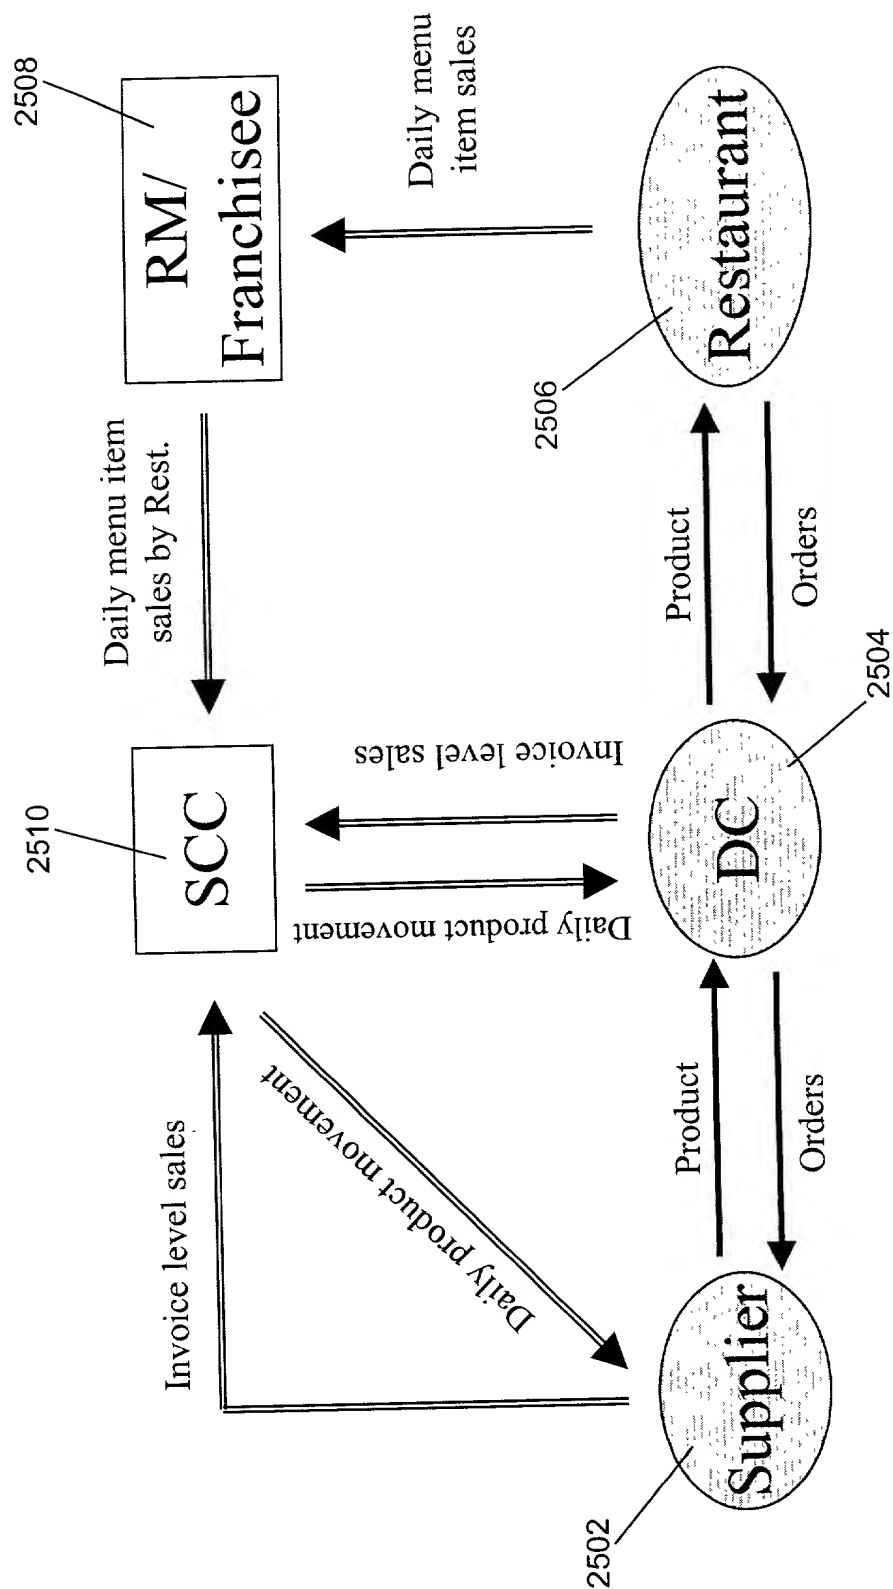 2510
2508
SCC
RM/
Franchisee
Daily menu item
sales by Rest.
Daily menu
item sales
Invoice level sales
Daily product movement
Daily product movement
Invoice level sales
2502
Supplier
Product
Orders
DC
2504
Product
Orders
2506
Restaurant